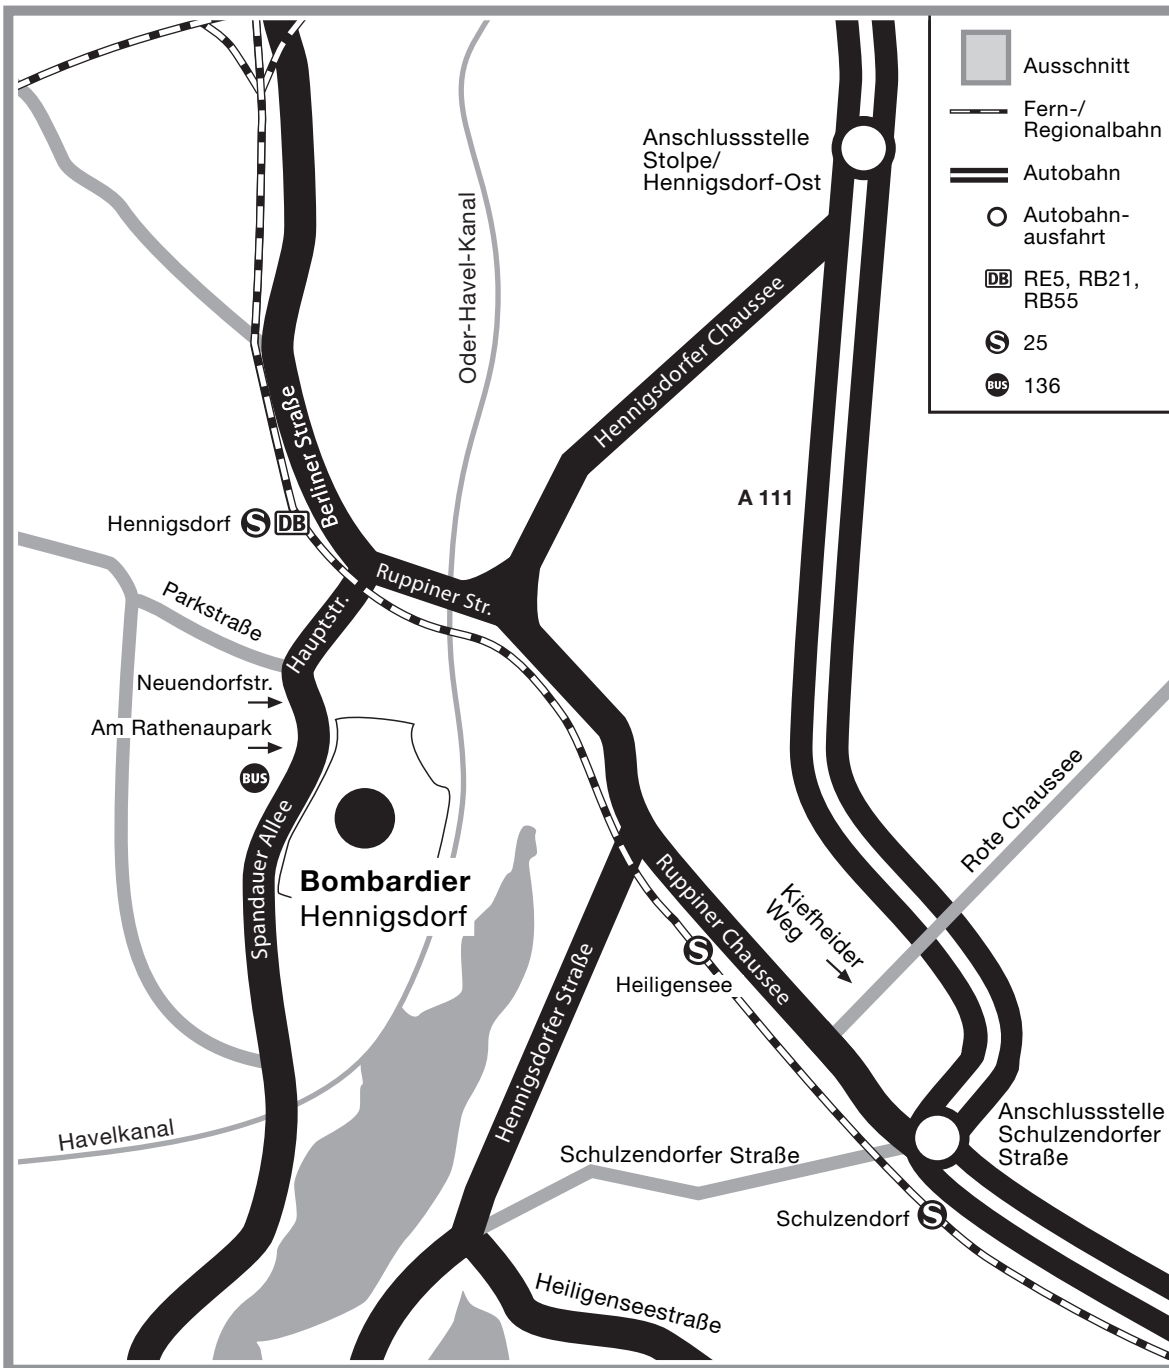 Ausschnitt
Fern-/
Regionalbahn
Autobahn
Autobahn-
ausfahrt
DB RE5, RB21,
RB55
S 25
BUS 136
Anschlussstelle
Stolpe/
Hennigsdorf-Ost
Oder-Havel-Kanal
Hennigsdorfer Chaussee
Berliner Straße
A 111
Hennigsdorf S DB
Ruppiner Str.
Parkstraße
Hauptstr.
Neuendorfstr.
Am Rathenaupark
BUS
Spandauer Allee
Bombardier
Hennigsdorf
Rote Chaussee
Ruppiner Chaussee
Kiefheider
Weg
S
Heiligensee
Hennigsdorfer Straße
Havelkanal
Anschlussstelle
Schulzendorfer
Straße
Schulzendorfer Straße
Schulzendorf S
Heiligenseestraße